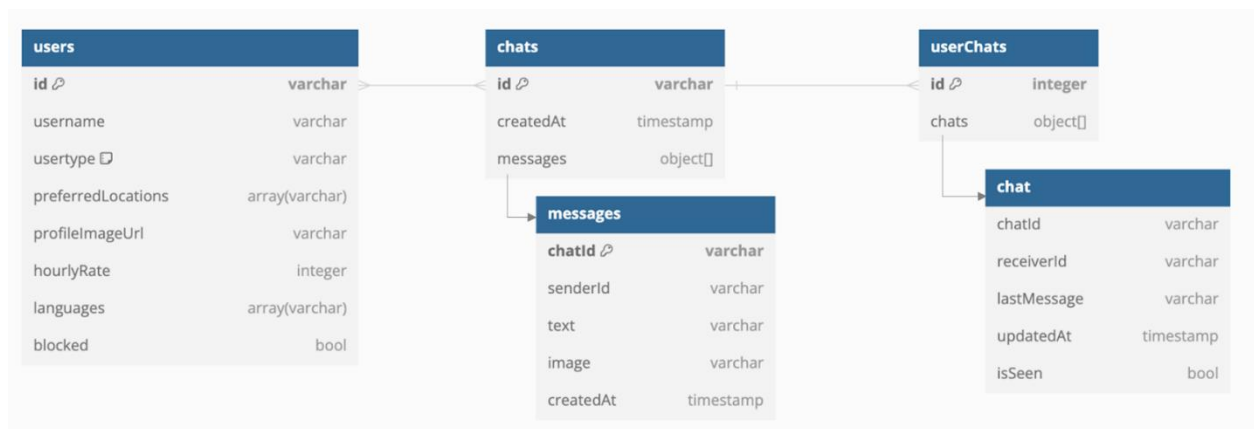 users
id varchar
username varchar
usertype varchar
preferredLocations array(varchar)
profileImageUrl varchar
hourlyRate integer
languages array(varchar)
blocked bool
chats
id varchar
createdAt timestamp
messages object[]
messages
chatId varchar
senderId varchar
text varchar
image varchar
createdAt timestamp
userChats
id integer
chats object[]
chat
chatId varchar
receiverId varchar
lastMessage varchar
updatedAt timestamp
isSeen bool